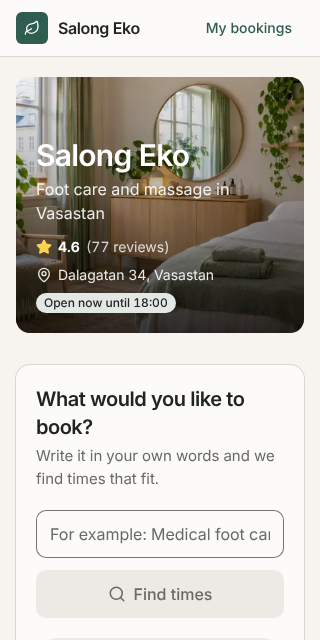 Salong Eko
My bookings
Salong Eko
Foot care and massage in
Vasastan
4.6 (77 reviews)
Dalagatan 34, Vasastan
Open now until 18:00
What would you like to
book?
Write it in your own words and we
find times that fit.
For example: Medical foot
Find times